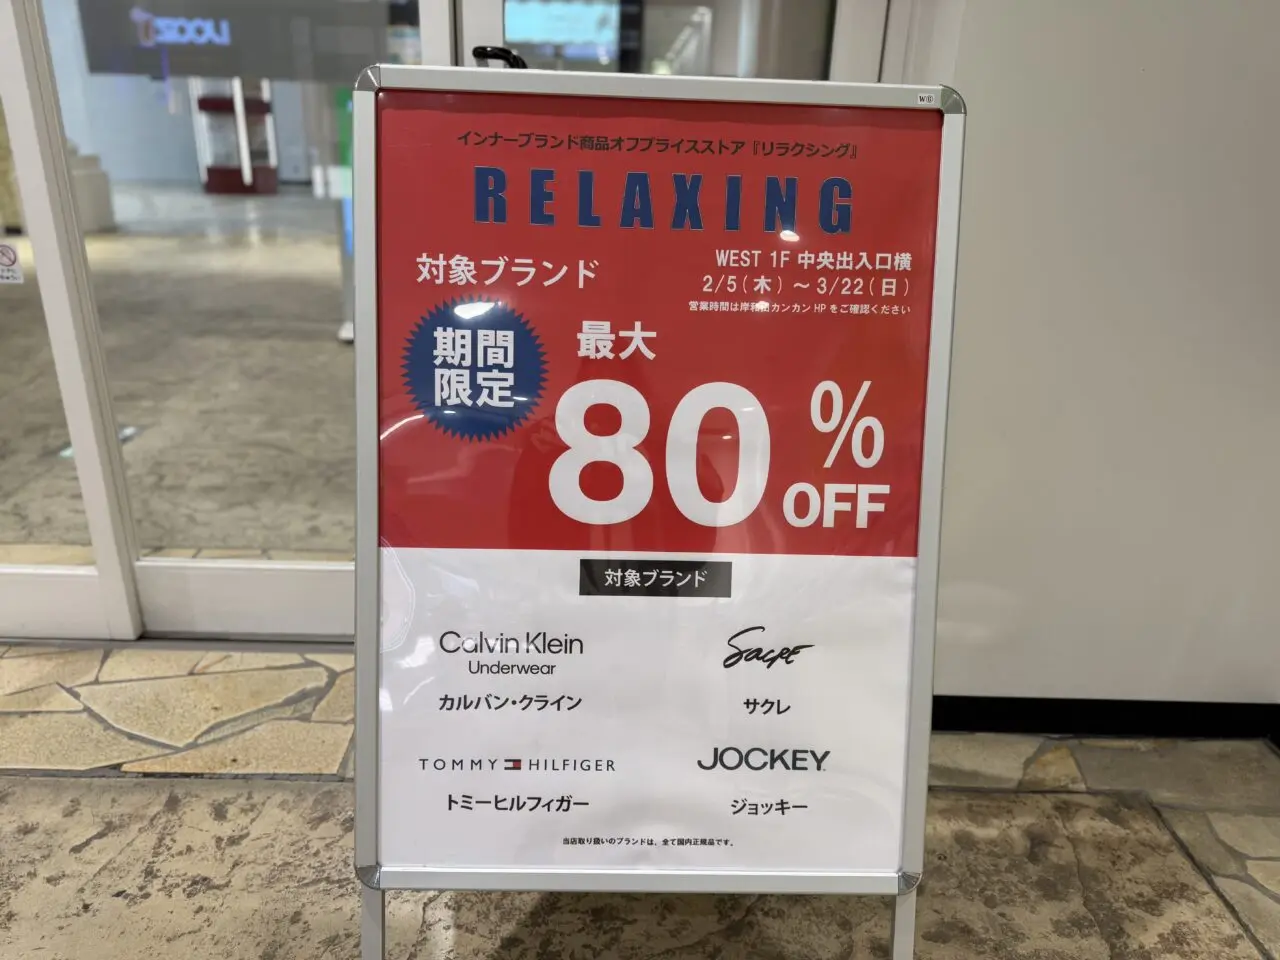 W⑥
インナーブランド商品オフプライスストア『リラクシング』
RELAXING
対象ブランド
WEST 1F 中央出入口横
2/5(木)～3/22(日)
営業時間は岸和田カンカンHPをご確認ください
期間
限定
最大
80%
OFF
対象ブランド
Calvin Klein
Underwear
カルバン・クライン
Sacre
サクレ
TOMMY HILFIGER
トミーヒルフィガー
JOCKEY
ジョッキー
当店取り扱いのブランドは、全て国内正規品です。